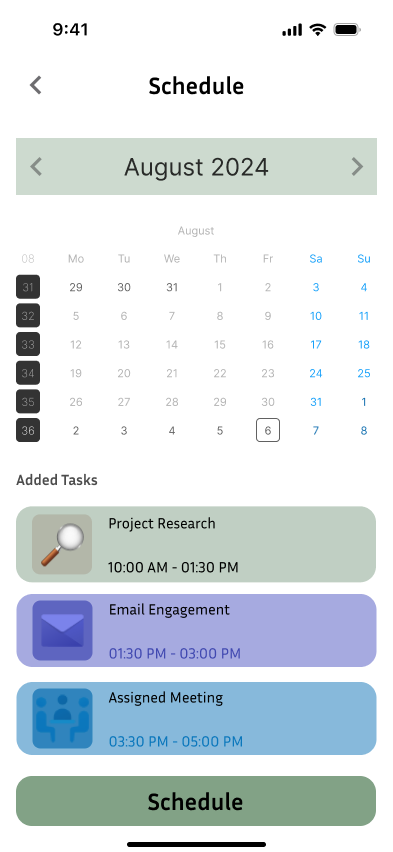 9:41
Schedule
August 2024
August
08 Mo Tu We Th Fr Sa Su
31 29 30 31 1 2 3 4
32 5 6 7 8 9 10 11
33 12 13 14 15 16 17 18
34 19 20 21 22 23 24 25
35 26 27 28 29 30 31 1
36 2 3 4 5 6 7 8
Added Tasks
Project Research
10:00 AM - 01:30 PM
Email Engagement
01:30 PM - 03:00 PM
Assigned Meeting
03:30 PM - 05:00 PM
Schedule